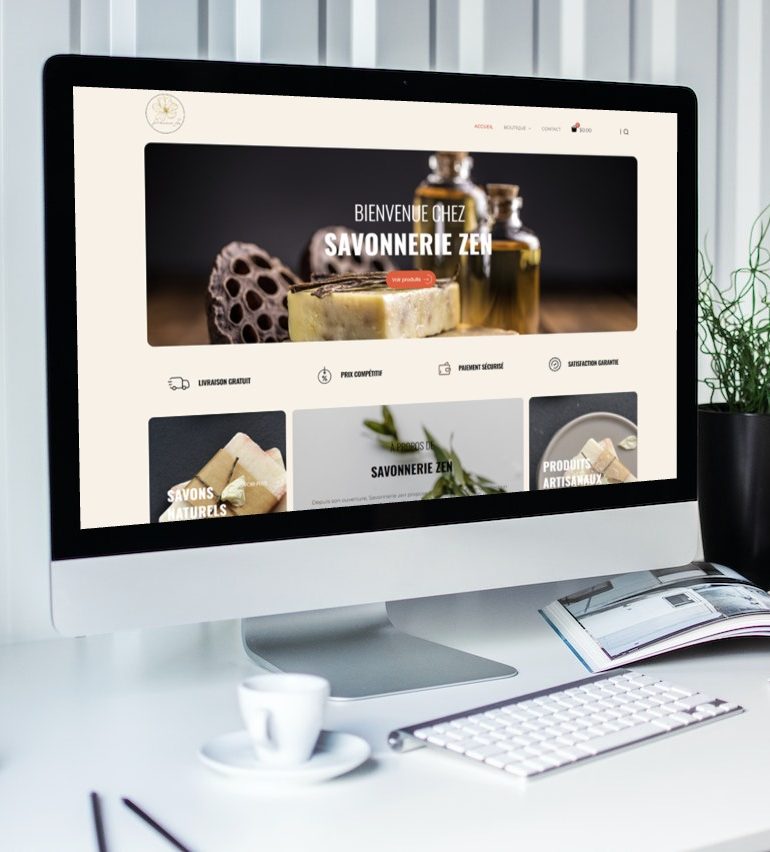 ACCUEIL BOUTIQUE CONTACT $0.00
BIENVENUE CHEZ
SAVONNERIE ZEN
Voir produits
LIVRAISON GRATUIT
PRIX COMPÉTITIF
PAIEMENT SÉCURISÉ
SATISFACTION GARANTIE
SAVONS
NATURELS
À PROPOS DE
SAVONNERIE ZEN
Depuis son ouverture, Savonnerie zen
PRODUITS
ARTISANAUX